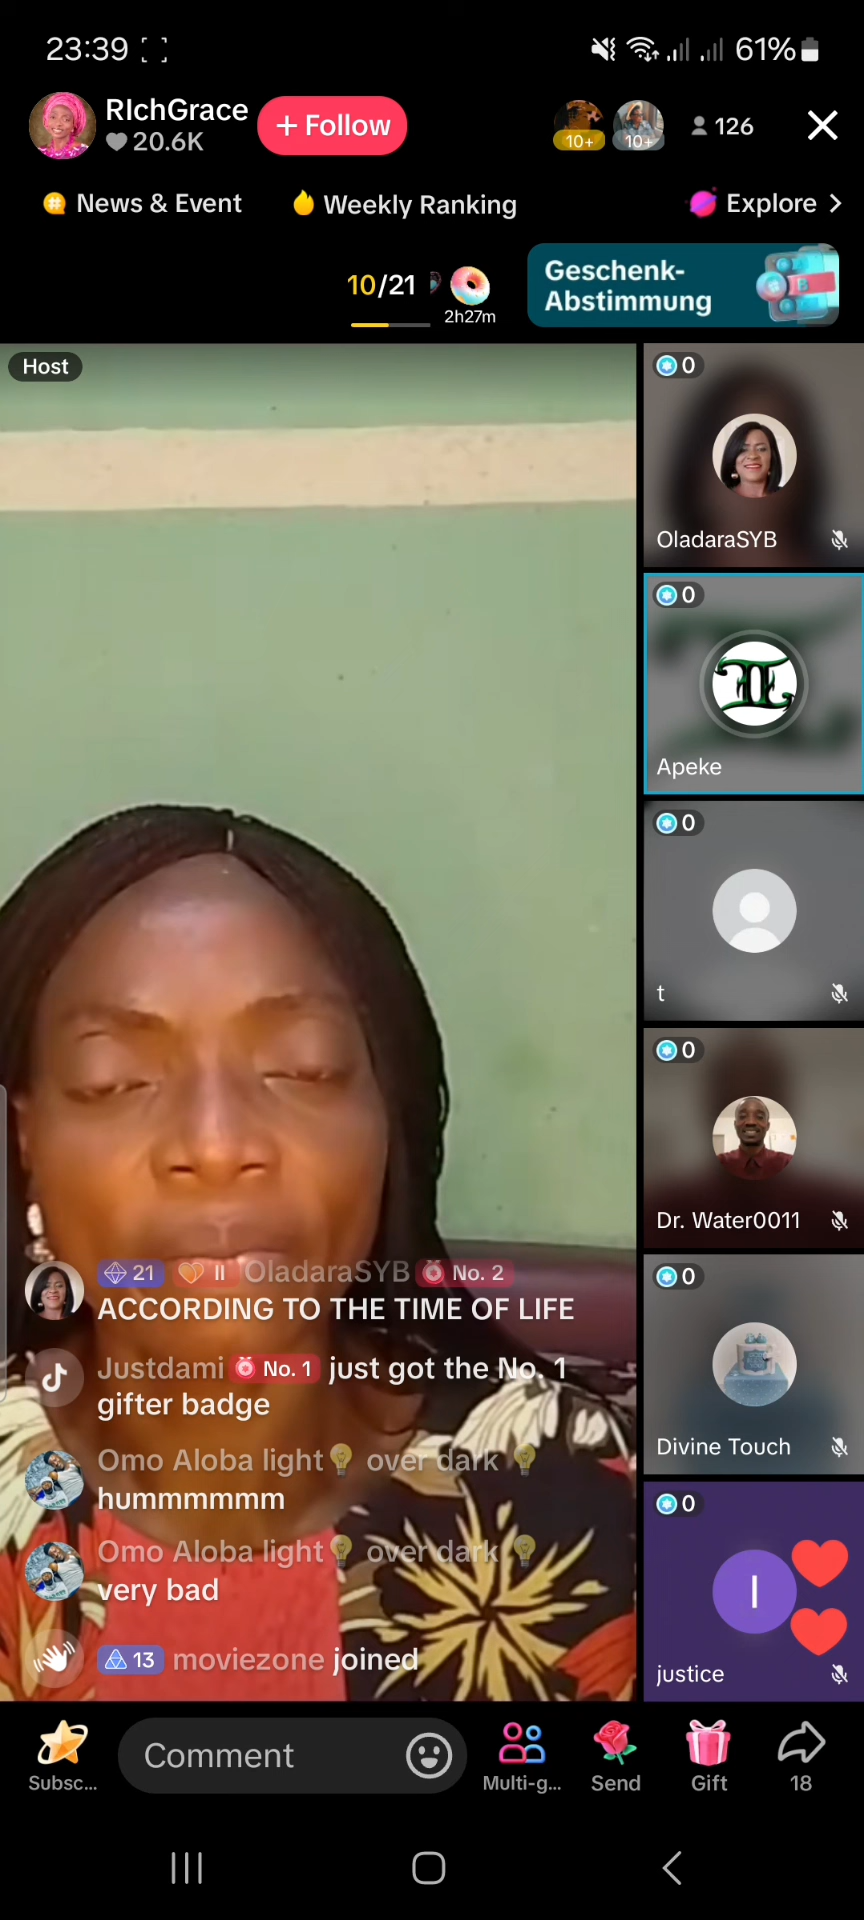 23:39
61%
RIchGrace
20.6K
+ Follow
10+
10+
126
News & Event
Weekly Ranking
Explore
10/21
2h27m
Geschenk-
Abstimmung
Host
0
OladaraSYB
0
Apeke
0
t
0
Dr. Water0011
0
Divine Touch
0
I
justice
21 II OladaraSYB No. 2
ACCORDING TO THE TIME OF LIFE
Justdami No. 1 just got the No. 1
gifter badge
Omo Aloba light💡 over dark💡
hummmmmm
Omo Aloba light💡 over dark💡
very bad
13 moviezone joined
Subsc...
Comment
Multi-g...
Send
Gift
18